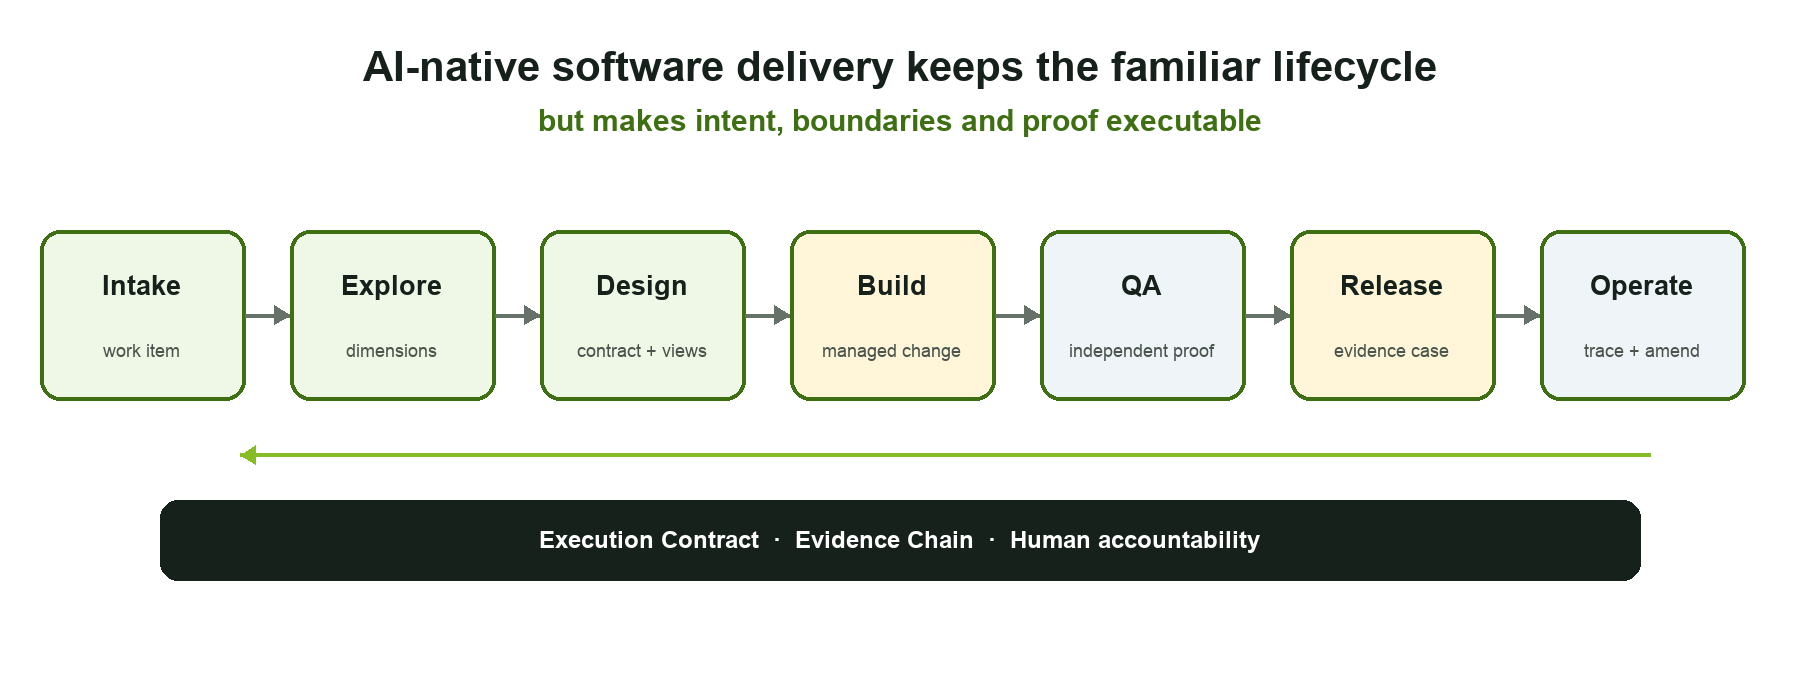 AI-native software delivery keeps the familiar lifecycle
but makes intent, boundaries and proof executable
Intake
work item
Explore
dimensions
Design
contract + views
Build
managed change
QA
independent proof
Release
evidence case
Operate
trace + amend
Execution Contract · Evidence Chain · Human accountability